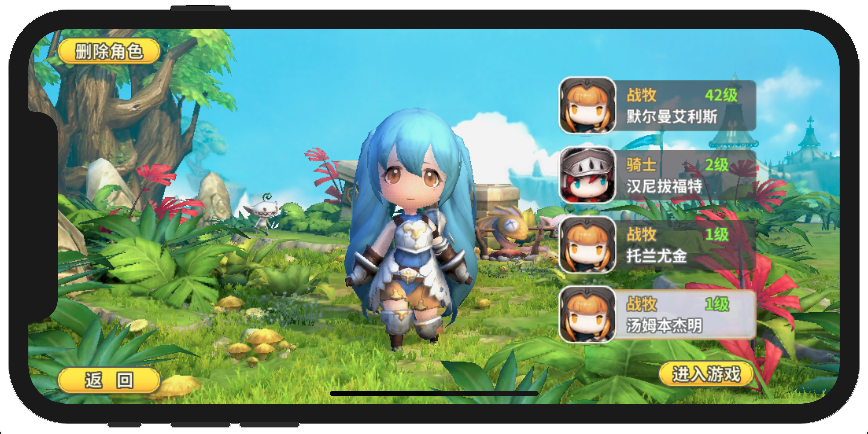 删除角色
战牧 42级
默尔曼艾利斯
骑士 2级
汉尼拔福特
战牧 1级
托兰尤金
战牧 1级
汤姆本杰明
返 回
进入游戏